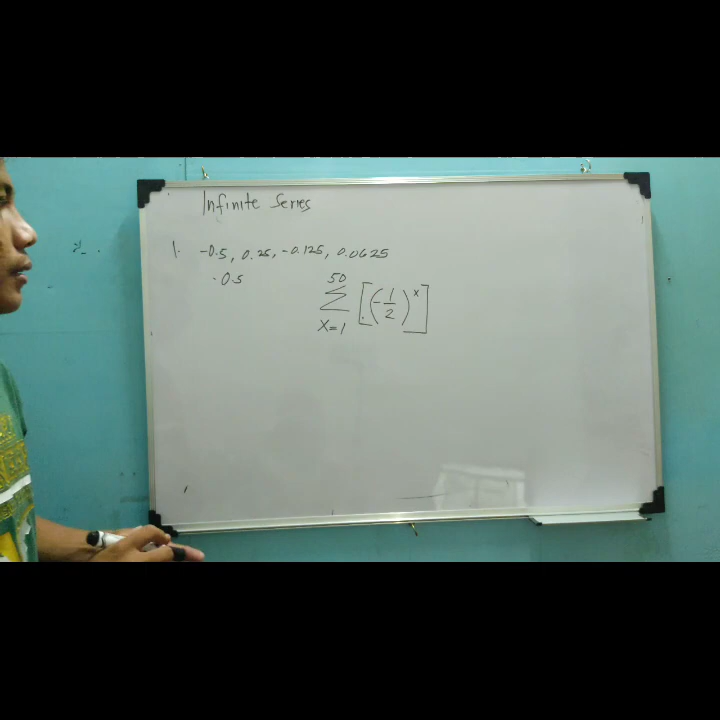 Infinite Series
1. -0.5, 0.25, -0.125, 0.0625
-0.5
50
Σ [(-1/2)^x]
x=1